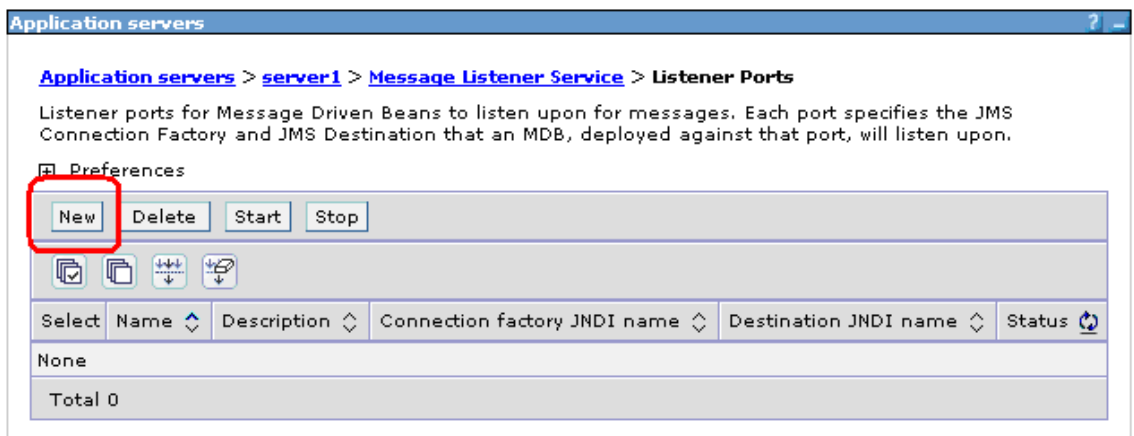 Application servers ? _
Application servers > server1 > Message Listener Service > Listener Ports
Listener ports for Message Driven Beans to listen upon for messages. Each port specifies the JMS
Connection Factory and JMS Destination that an MDB, deployed against that port, will listen upon.
Preferences
New Delete Start Stop
Select Name Description Connection factory JNDI name Destination JNDI name Status
None
Total 0